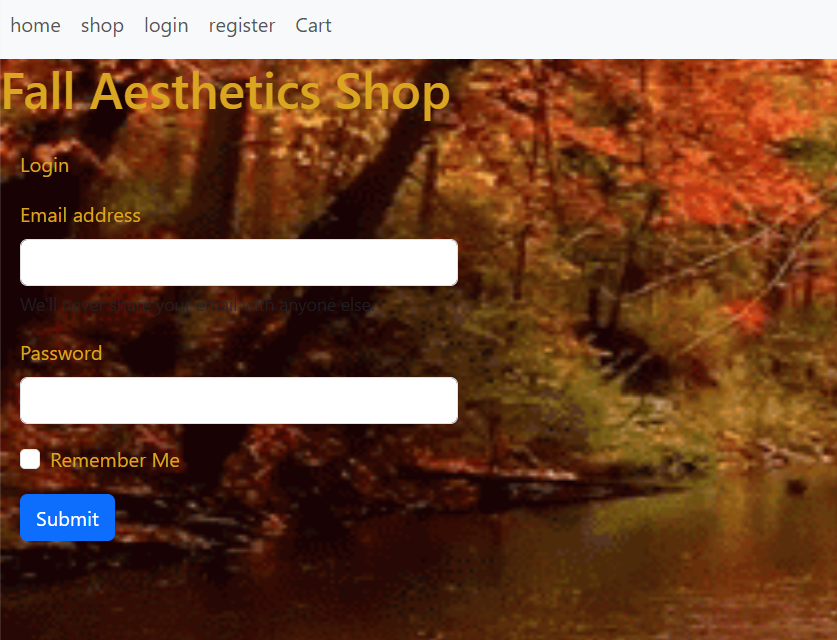 home shop login register Cart
Fall Aesthetics Shop
Login
Email address
We'll never share your email with anyone else.
Password
Remember Me
Submit